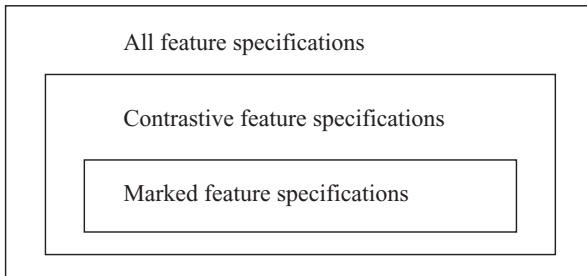 All feature specifications
Contrastive feature specifications
Marked feature specifications